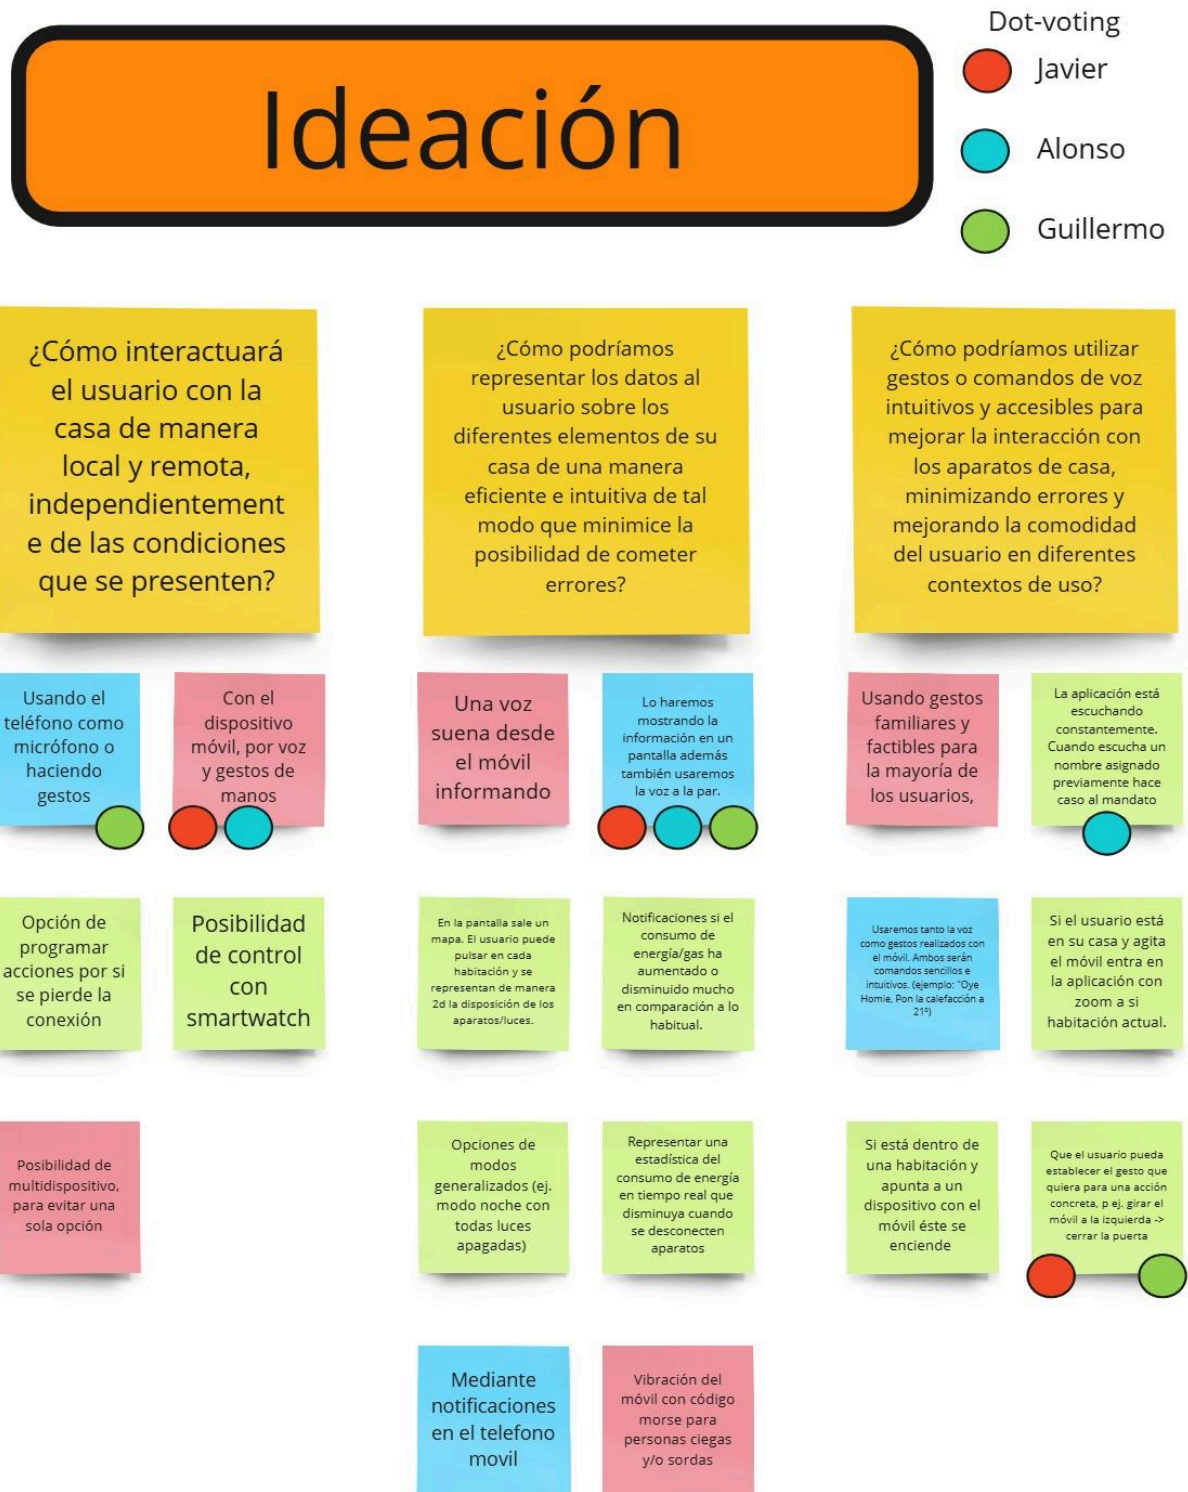 Dot-voting
Javier
Alonso
Guillermo
Ideación
¿Cómo interactuará
el usuario con la
casa de manera
local y remota,
independientement
e de las condiciones
que se presenten?
¿Cómo podríamos
representar los datos al
usuario sobre los
diferentes elementos de su
casa de una manera
eficiente e intuitiva de tal
modo que minimice la
posibilidad de cometer
errores?
¿Cómo podríamos utilizar
gestos o comandos de voz
intuitivos y accesibles para
mejorar la interacción con
los aparatos de casa,
minimizando errores y
mejorando la comodidad
del usuario en diferentes
contextos de uso?
Usando el
teléfono como
micrófono o
haciendo
gestos
Con el
dispositivo
móvil, por voz
y gestos de
manos
Una voz
suena desde
el móvil
informando
Lo haremos
mostrando la
información en un
pantalla además
también usaremos
la voz a la par.
Usando gestos
familiares y
factibles para
la mayoría de
los usuarios,
La aplicación está
escuchando
constantemente.
Cuando escucha un
nombre asignado
previamente hace
caso al mandato
Opción de
programar
acciones por si
se pierde la
conexión
Posibilidad
de control
con
smartwatch
En la pantalla sale un
mapa. El usuario puede
pulsar en cada
habitación y se
representan de manera
2d la disposición de los
aparatos/luces.
Notificaciones si el
consumo de
energía/gas ha
aumentado o
disminuido mucho
en comparación a lo
habitual.
Usaremos tanto la voz
como gestos realizados con
el móvil. Ambos serán
comandos sencillos e
intuitivos. (ejemplo: "Oye
Homie, Pon la calefacción a
21º)
Si el usuario está
en su casa y agita
el móvil entra en
la aplicación con
zoom a si
habitación actual.
Posibilidad de
multidispositivo,
para evitar una
sola opción
Opciones de
modos
generalizados (ej.
modo noche con
todas luces
apagadas)
Representar una
estadística del
consumo de energía
en tiempo real que
disminuya cuando
se desconecten
aparatos
Si está dentro de
una habitación y
apunta a un
dispositivo con el
móvil éste se
enciende
Que el usuario pueda
establecer el gesto que
quiera para una acción
concreta, p ej. girar el
móvil a la izquierda ->
cerrar la puerta
Mediante
notificaciones
en el telefono
movil
Vibración del
móvil con código
morse para
personas ciegas
y/o sordas